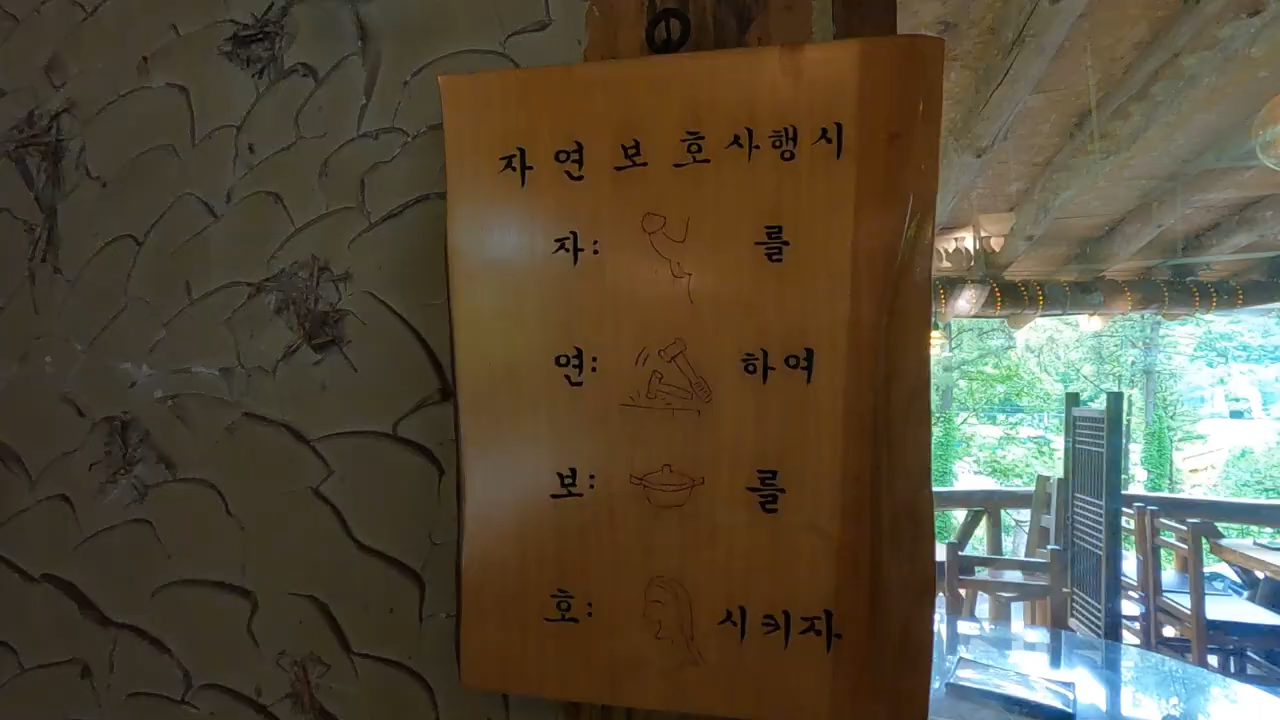 자연보호사행시
자: 를
연: 하여
보: 를
호: 시키자